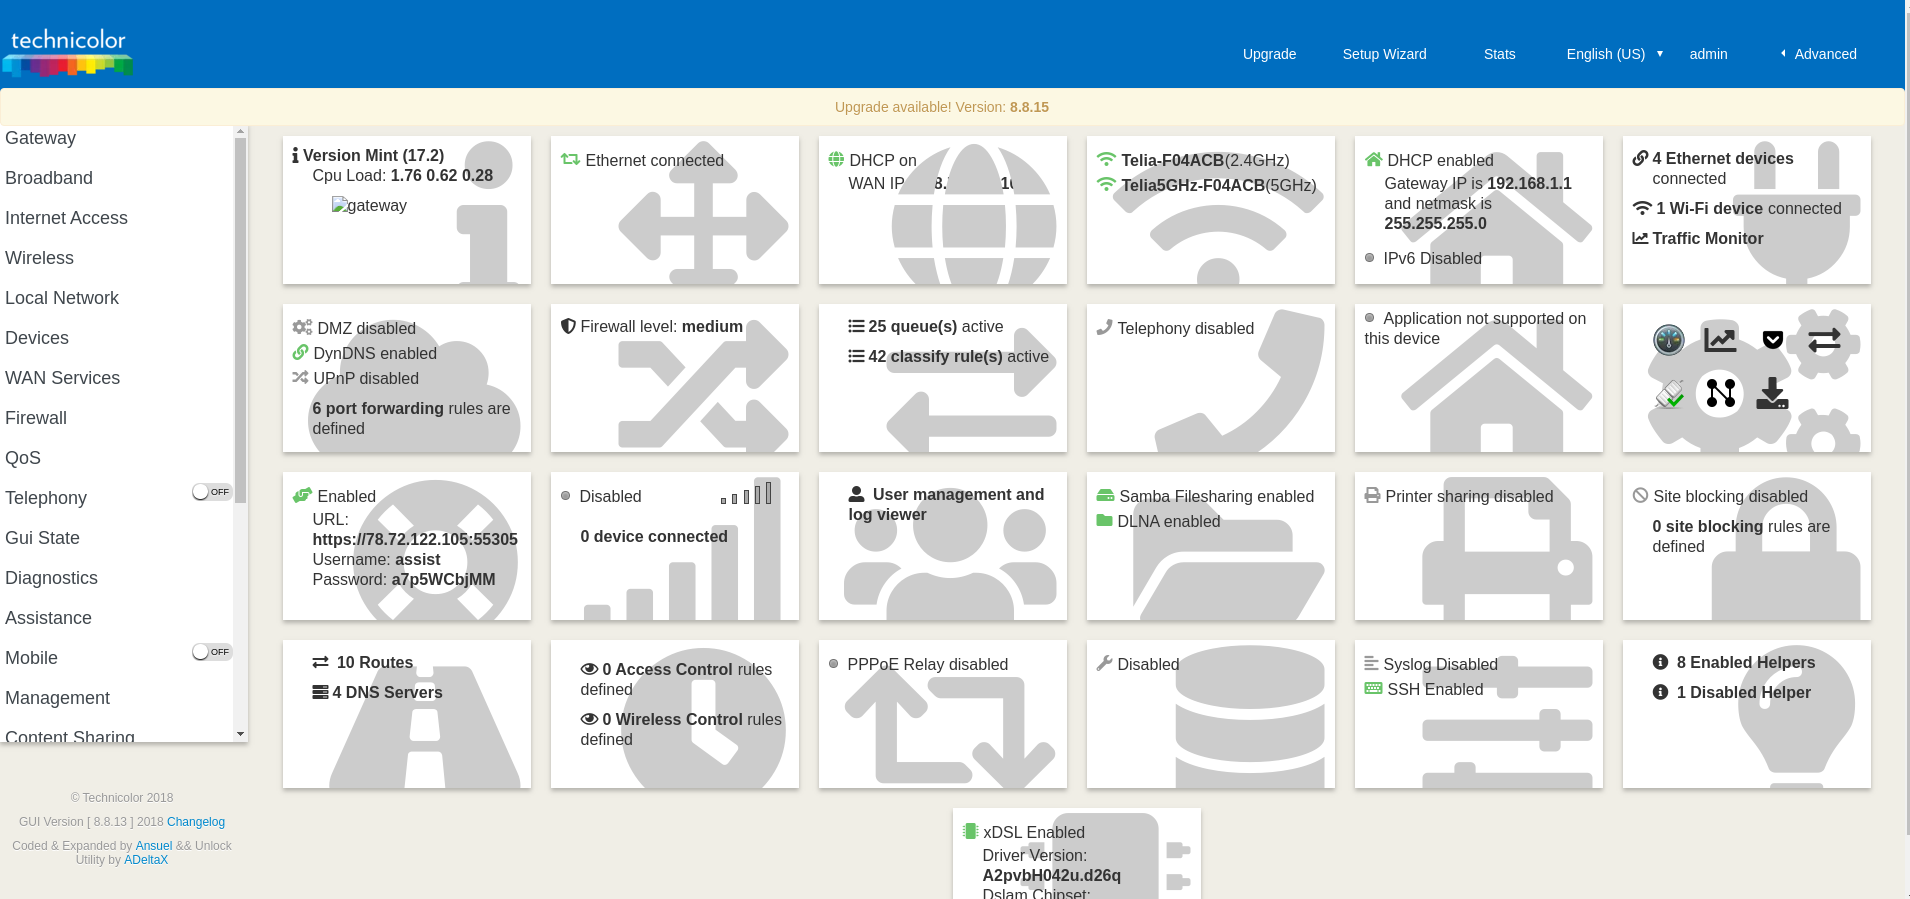 technicolor
Upgrade
Setup Wizard
Stats
English (US)
admin
Advanced
Upgrade available! Version: 8.8.15
Gateway
Broadband
Internet Access
Wireless
Local Network
Devices
WAN Services
Firewall
QoS
Telephony
OFF
Gui State
Diagnostics
Assistance
Mobile
OFF
Management
Content Sharing
© Technicolor 2018
GUI Version [ 8.8.13 ] 2018 Changelog
Coded & Expanded by Ansuel && Unlock
Utility by ADeltaX
Version Mint (17.2)
Cpu Load: 1.76 0.62 0.28
gateway
Ethernet connected
DHCP on
WAN IP
Telia-F04ACB(2.4GHz)
Telia5GHz-F04ACB(5GHz)
DHCP enabled
Gateway IP is 192.168.1.1
and netmask is
255.255.255.0
IPv6 Disabled
4 Ethernet devices
connected
1 Wi-Fi device connected
Traffic Monitor
DMZ disabled
DynDNS enabled
UPnP disabled
6 port forwarding rules are
defined
Firewall level: medium
25 queue(s) active
42 classify rule(s) active
Telephony disabled
Application not supported on
this device
Enabled
URL:
https://78.72.122.105:55305
Username: assist
Password: a7p5WCbjMM
Disabled
0 device connected
User management and
log viewer
Samba Filesharing enabled
DLNA enabled
Printer sharing disabled
Site blocking disabled
0 site blocking rules are
defined
10 Routes
4 DNS Servers
0 Access Control rules
defined
0 Wireless Control rules
defined
PPPoE Relay disabled
Disabled
Syslog Disabled
SSH Enabled
8 Enabled Helpers
1 Disabled Helper
xDSL Enabled
Driver Version:
A2pvbH042u.d26q
Dslam Chipset: